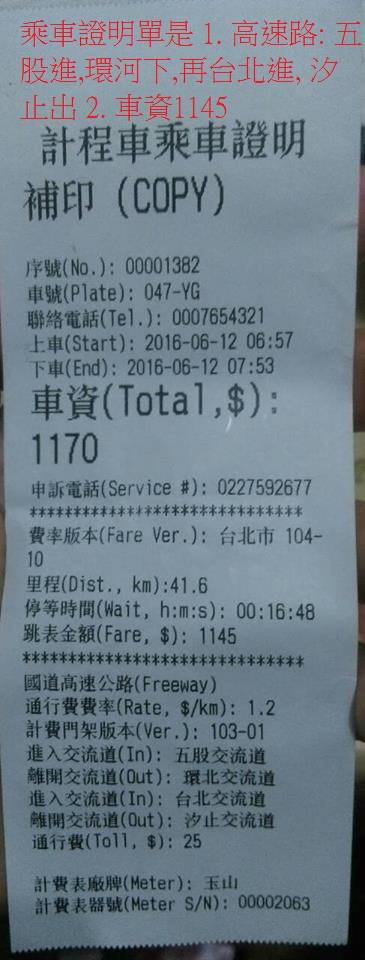 乘車證明單是 1. 高速路: 五
股進,環河下,再台北進, 汐
止出 2. 車資1145
計程車乘車證明
補印 (COPY)
序號(No.): 00001382
車號(Plate): 047-YG
聯絡電話(Tel.): 0007654321
上車(Start): 2016-06-12 06:57
下車(End): 2016-06-12 07:53
車資(Total,$):
1170
申訴電話(Service #): 0227592677
******************************
費率版本(Fare Ver.): 台北市 104-
10
里程(Dist., km):41.6
停等時間(Wait, h:m:s): 00:16:48
跳表金額(Fare, $): 1145
******************************
國道高速公路(Freeway)
通行費費率(Rate, $/km): 1.2
計費門架版本(Ver.): 103-01
進入交流道(In): 五股交流道
離開交流道(Out): 環北交流道
進入交流道(In): 台北交流道
離開交流道(Out): 汐止交流道
通行費(Toll, $): 25
計費表廠牌(Meter): 玉山
計費表器號(Meter S/N): 00002063